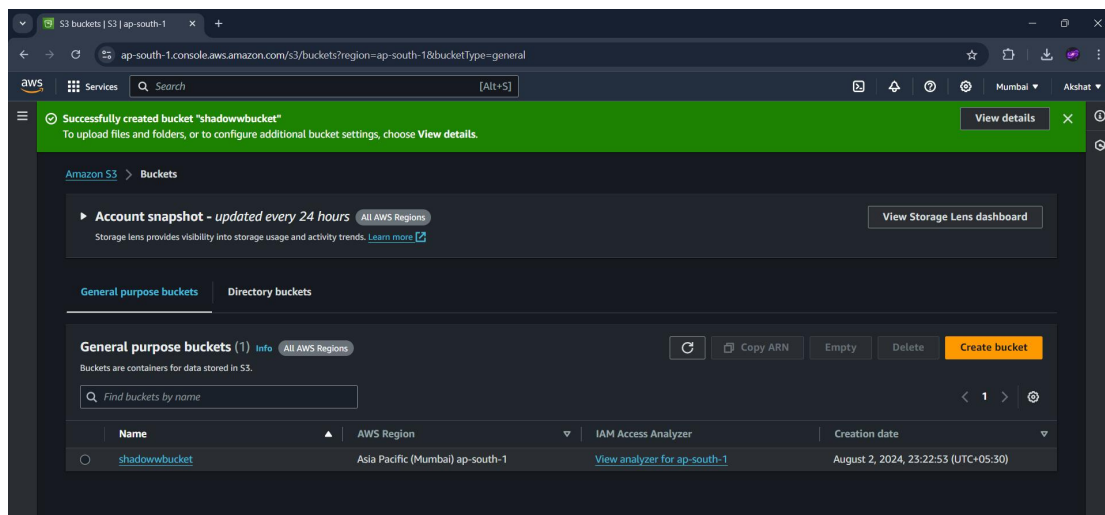 S3 buckets | S3 | ap-south-1
ap-south-1.console.aws.amazon.com/s3/buckets?region=ap-south-1&bucketType=general
aws Services Search [Alt+S] Mumbai Akshat
Successfully created bucket "shadowwbucket" View details
To upload files and folders, or to configure additional bucket settings, choose View details.
Amazon S3 > Buckets
Account snapshot - updated every 24 hours All AWS Regions View Storage Lens dashboard
Storage lens provides visibility into storage usage and activity trends. Learn more
General purpose buckets Directory buckets
General purpose buckets (1) Info All AWS Regions Copy ARN Empty Delete Create bucket
Buckets are containers for data stored in S3.
Find buckets by name 1
Name AWS Region IAM Access Analyzer Creation date
shadowwbucket Asia Pacific (Mumbai) ap-south-1 View analyzer for ap-south-1 August 2, 2024, 23:22:53 (UTC+05:30)